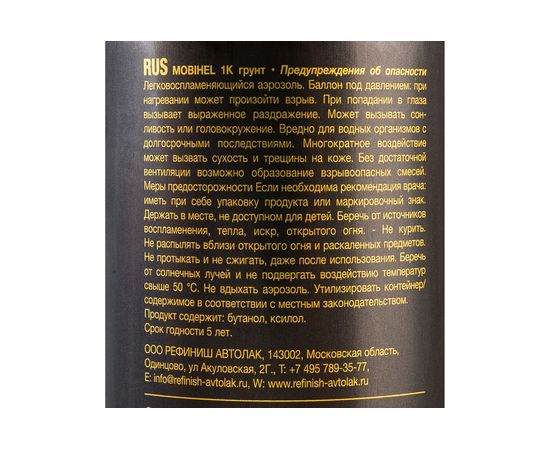 RUS MOBIHEL 1K грунт • Предупреждения об опасности
Легковоспламеняющийся аэрозоль. Баллон под давлением: при
нагревании может произойти взрыв. При попадании в глаза
вызывает выраженное раздражение. Может вызывать сон-
ливость или головокружение. Вредно для водных организмов с
долгосрочными последствиями. Многократное воздействие
может вызвать сухость и трещины на коже. Без достаточной
вентиляции возможно образование взрывоопасных смесей.
Меры предосторожности Если необходима рекомендация врача:
иметь при себе упаковку продукта или маркировочный знак.
Держать в месте, не доступном для детей. Беречь от источников
воспламенения, тепла, искр, открытого огня. - Не курить.
Не распылять вблизи открытого огня и раскаленных предметов.
Не протыкать и не сжигать, даже после использования. Беречь
от солнечных лучей и не подвергать воздействию температур
свыше 50 °C. Не вдыхать аэрозоль. Утилизировать контейнер/
содержимое в соответствии с местным законодательством.
Продукт содержит: бутанол, ксилол.
Срок годности 5 лет.
ООО РЕФИНИШ АВТОЛАК, 143002, Московская область,
Одинцово, ул Акуловская, 2Г., Т: +7 495 789-35-77,
E: info@refinish-avtolak.ru, W: www.refinish-avtolak.ru